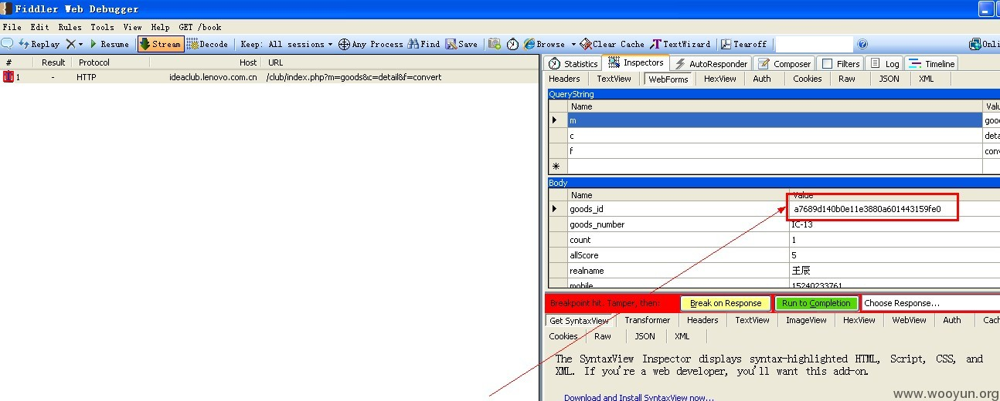 Fiddler Web Debugger
File Edit Rules Tools View Help GET /book
Replay Resume Stream Decode Keep: All sessions Any Process Find Save Browse Clear Cache TextWizard Tearoff Onli
# Result Protocol Host URL
1 - HTTP ideaclub.lenovo.com.cn /club/index.php?m=goods&c=detail&f=convert
Statistics Inspectors AutoResponder Composer Filters Log Timeline
Headers TextView WebForms HexView Auth Cookies Raw JSON XML
QueryString
Name Valu
m goo
c deta
f conv
Body
Name Value
goods_id a7689d140b0e11e3880a601443159fe0
goods_number IC-13
count 1
allScore 5
realname 王辰
mobile 15240233761
Breakpoint hit. Tamper, then: Break on Response Run to Completion Choose Response...
Get SyntaxView Transformer Headers TextView ImageView HexView WebView Auth Cach
Cookies Raw JSON XML
The SyntaxView Inspector displays syntax-highlighted HTML, Script, CSS, and
XML. If you're a web developer, you'll want this add-on.
Download and Install SyntaxView now...
www.wooyun.org